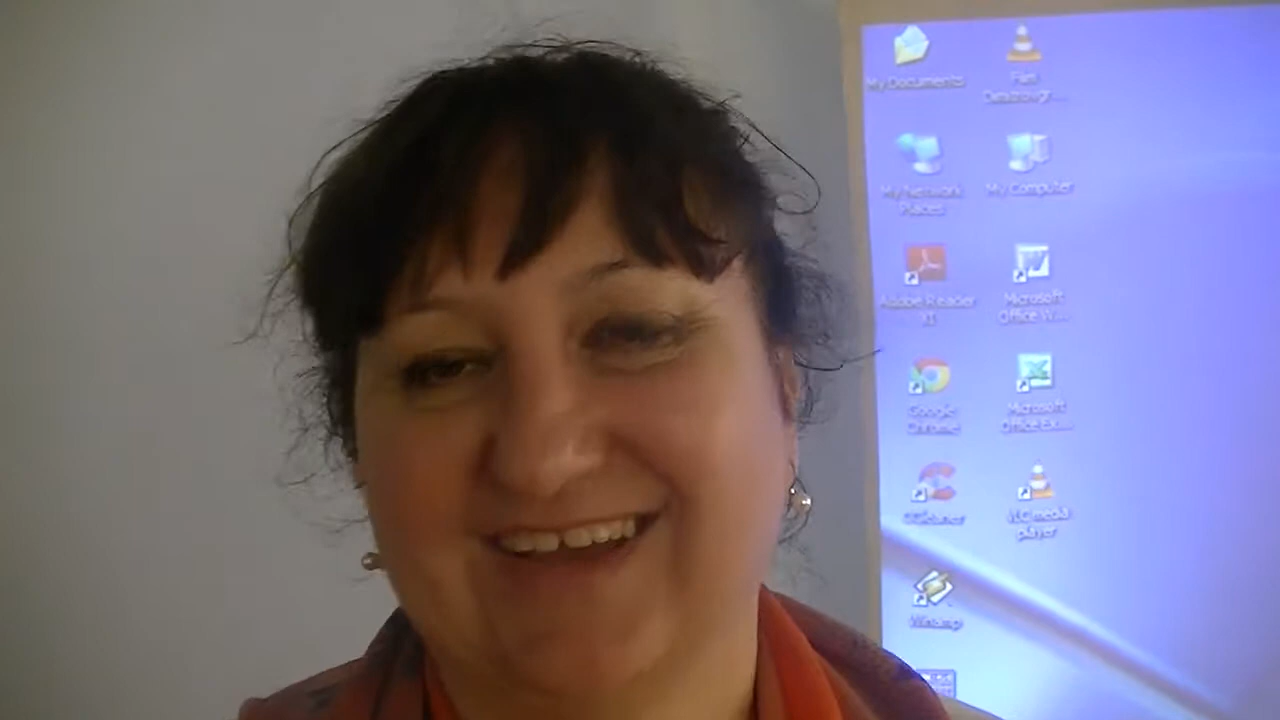 My Documents
My Network
Places
My Computer
Adobe Reader
XI
Microsoft
Office W...
Google
Chrome
Microsoft
Office Ex...
CCleaner
VLC media
player
Winamp